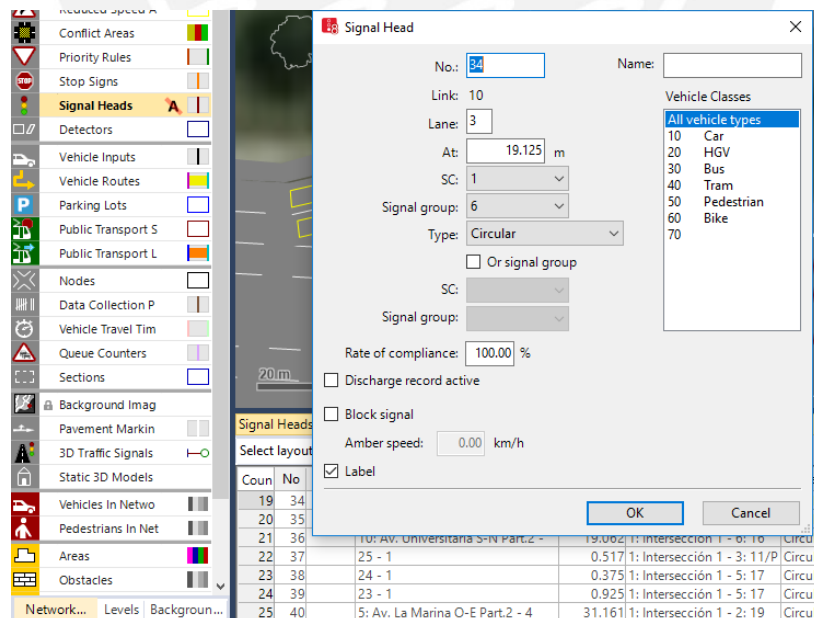 Reduced Speed A
Conflict Areas
Priority Rules
STOP Stop Signs
Signal Heads A
Detectors
Vehicle Inputs
Vehicle Routes
P Parking Lots
Public Transport S
Public Transport L
Nodes
Data Collection P
Vehicle Travel Tim
Queue Counters
Sections
Background Imag
Pavement Markin
3D Traffic Signals
Static 3D Models
Vehicles In Netwo
Pedestrians In Net
Areas
Obstacles
Network... Levels Backgroun...
20 m
Signal Head
No.: 34 Name:
Link: 10 Vehicle Classes
Lane: 3
At: 19.125 m
SC: 1
Signal group: 6
Type: Circular
Or signal group
SC:
Signal group:
All vehicle types
10 Car
20 HGV
30 Bus
40 Tram
50 Pedestrian
60 Bike
70
Rate of compliance: 100.00 %
Discharge record active
Block signal
Amber speed: 0.00 km/h
Label
OK Cancel
Signal Heads
Select layout
Coun No
19 34
20 35
21 36 10: Av. Universitaria S-N Part.2 - 19.062 1: Intersección 1 - 6: 16 Circu
22 37 25 - 1 0.517 1: Intersección 1 - 3: 11/P Circu
23 38 24 - 1 0.375 1: Intersección 1 - 5: 17 Circu
24 39 23 - 1 0.925 1: Intersección 1 - 5: 17 Circu
25 40 5: Av. La Marina O-E Part.2 - 4 31.161 1: Intersección 1 - 2: 19 Circu